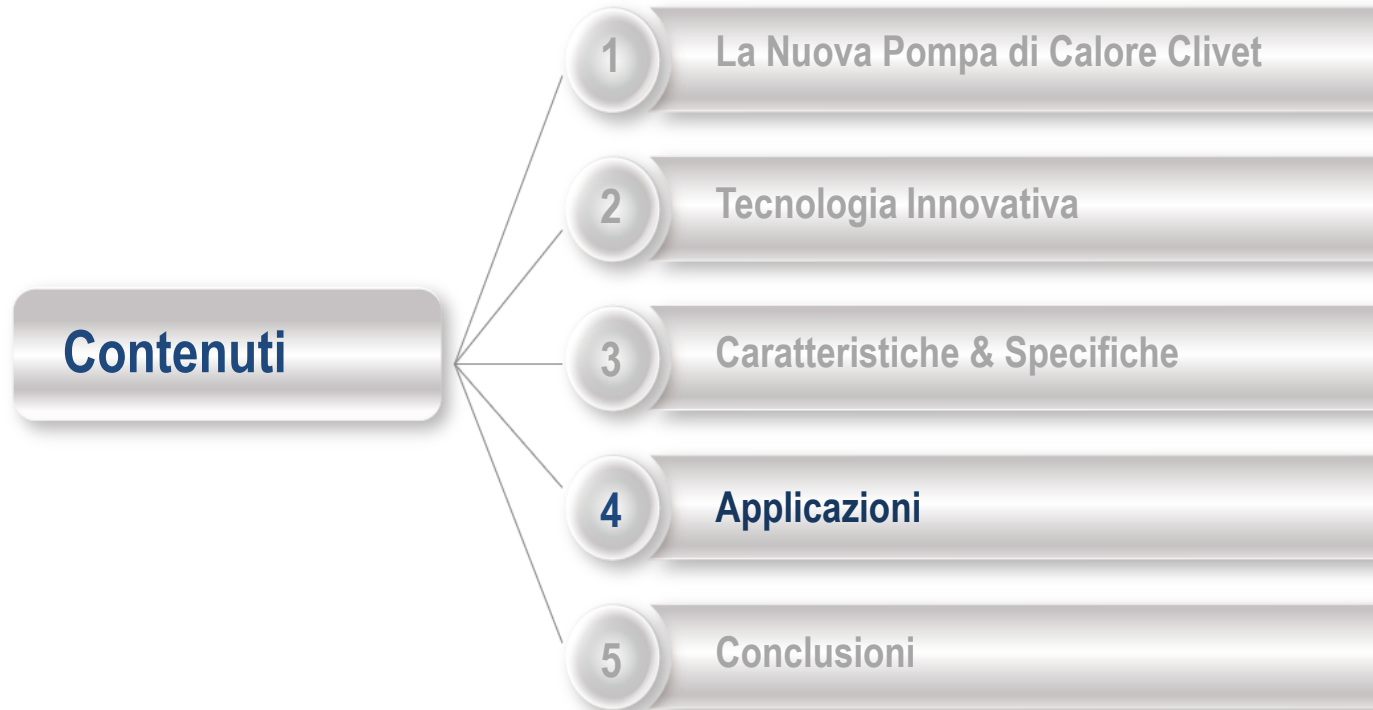 Contenuti
1 La Nuova Pompa di Calore Clivet
2 Tecnologia Innovativa
3 Caratteristiche & Specifiche
4 Applicazioni
5 Conclusioni